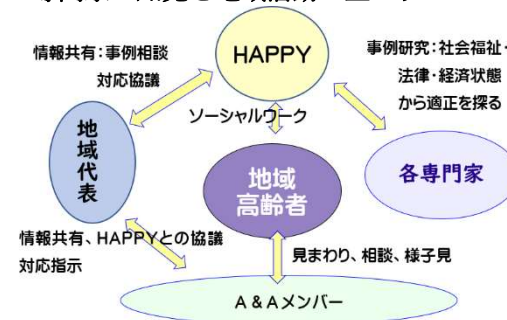 情報共有：事例相談
対応協議
HAPPY
事例研究：社会福祉・
法律・経済状態
から適正を探る
ソーシャルワーク
地域代表
地域
高齢者
各専門家
情報共有、HAPPYとの協議
対応指示
見まわり、相談、様子見
A＆Aメンバー